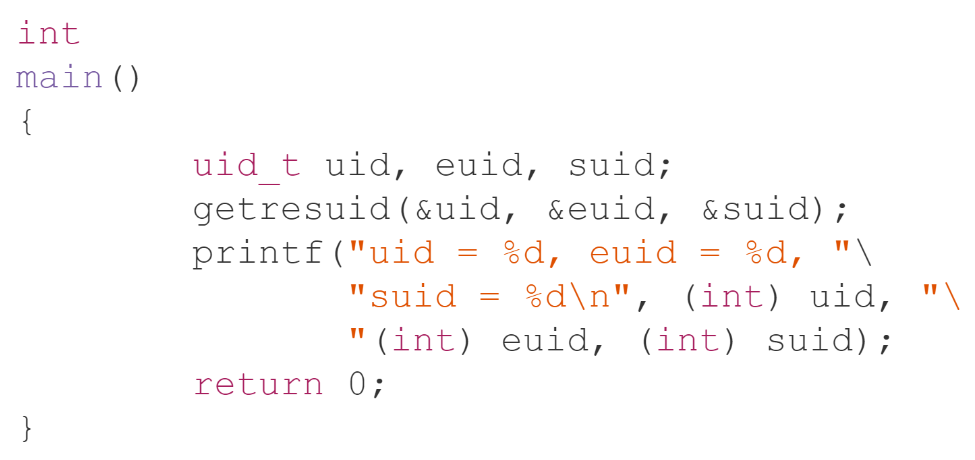 int
main()
{
        uid_t uid, euid, suid;
        getresuid(&uid, &euid, &suid);
        printf("uid = %d, euid = %d, "\
               "suid = %d\n", (int) uid, "\
               "(int) euid, (int) suid);
        return 0;
}